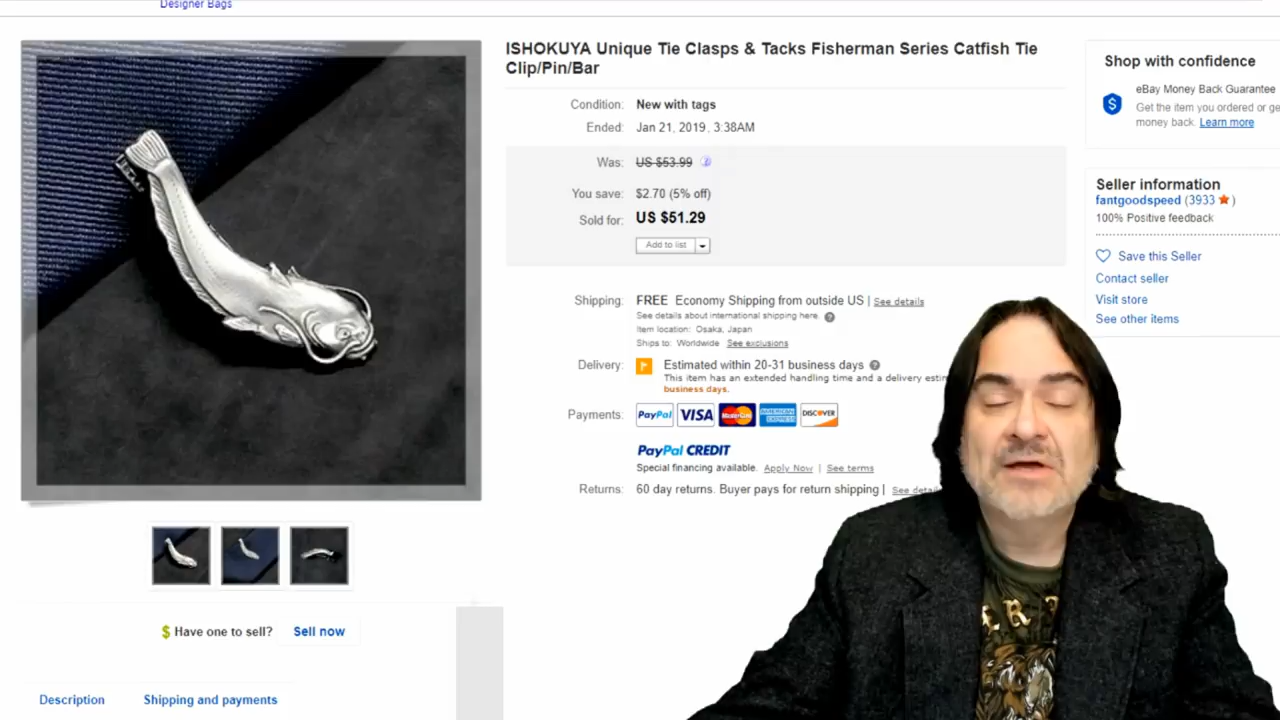 Designer Bags
ISHOKUYA Unique Tie Clasps & Tacks Fisherman Series Catfish Tie
Clip/Pin/Bar
Condition: New with tags
Ended: Jan 21, 2019 , 3:38AM
Was: US $53.99
You save: $2.70 (5% off)
Sold for: US $51.29
Add to list
Shipping: FREE Economy Shipping from outside US | See details
See details about international shipping here.
Item location: Osaka, Japan
Ships to: Worldwide See exclusions
Delivery: Estimated within 20-31 business days
This item has an extended handling time and a delivery estim
business days.
Payments: PayPal VISA MasterCard AMERICAN EXPRESS DISCOVER
PayPal CREDIT
Special financing available. Apply Now | See terms
Returns: 60 day returns. Buyer pays for return shipping | See detai
Have one to sell? Sell now
Description Shipping and payments
Shop with confidence
eBay Money Back Guarantee
Get the item you ordered or ge
money back. Learn more
Seller information
fantgoodspeed (3933 )
100% Positive feedback
Save this Seller
Contact seller
Visit store
See other items